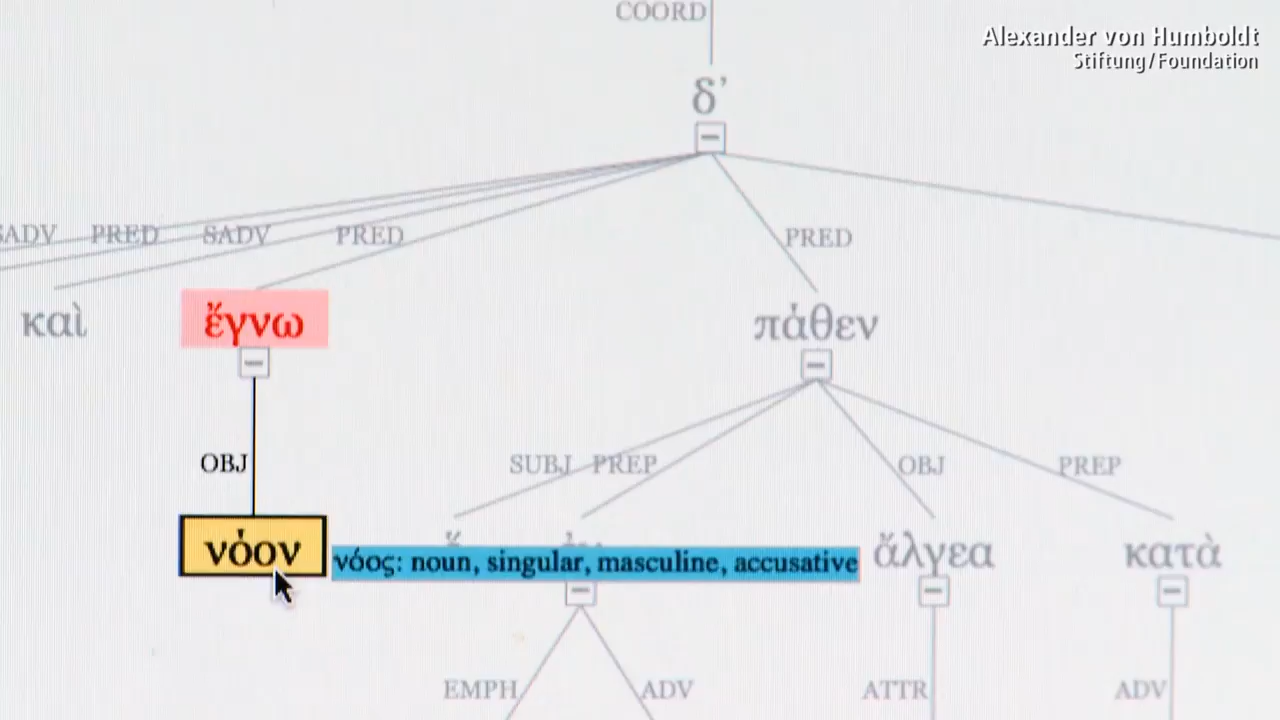 COORD
Alexander von Humboldt
Stiftung/Foundation
δ’
SADV PRED SADV PRED PRED
καὶ ἔγνω πάθεν
OBJ SUBJ PREP OBJ PREP
νόον νόος: noun, singular, masculine, accusative ἄλγεα κατὰ
EMPH ADV ATTR ADV